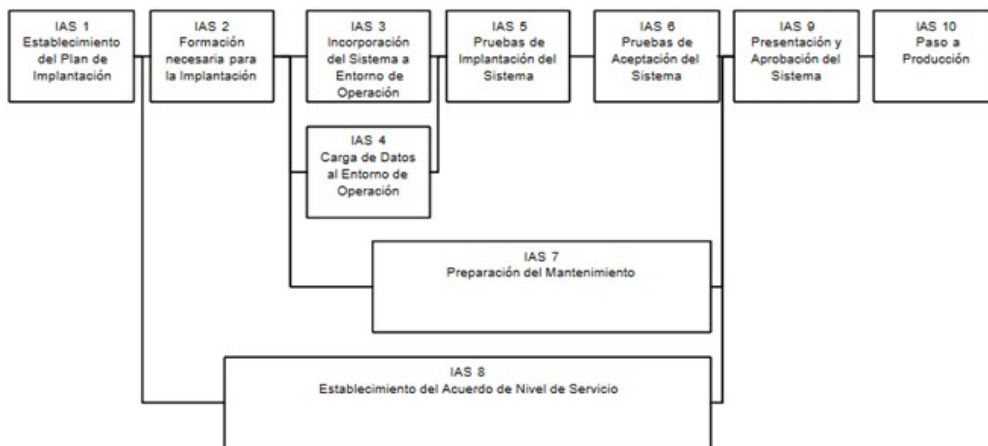 IAS 1
Establecimiento
del Plan de
Implantación
IAS 2
Formación
necesaria para
la Implantación
IAS 3
Incorporación
del Sistema a
Entorno de
Operación
IAS 4
Carga de Datos
al Entorno de
Operación
IAS 5
Pruebas de
Implantación del
Sistema
IAS 6
Pruebas de
Aceptación del
Sistema
IAS 9
Presentación y
Aprobación del
Sistema
IAS 10
Paso a
Producción
IAS 7
Preparación del Mantenimiento
IAS 8
Establecimiento del Acuerdo de Nivel de Servicio